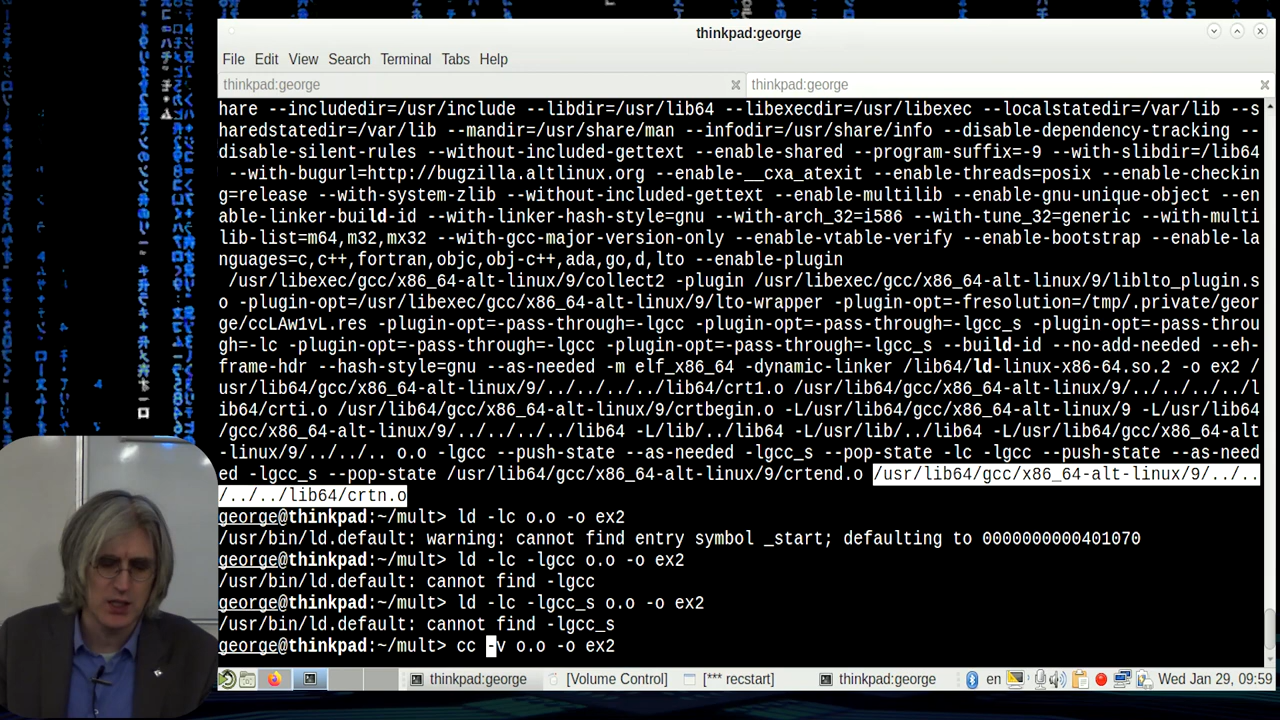 thinkpad:george
File Edit View Search Terminal Tabs Help
thinkpad:george thinkpad:george
hare --includedir=/usr/include --libdir=/usr/lib64 --libexecdir=/usr/libexec --localstatedir=/var/lib --s
haredstatedir=/var/lib --mandir=/usr/share/man --infodir=/usr/share/info --disable-dependency-tracking --
disable-silent-rules --without-included-gettext --enable-shared --program-suffix=-9 --with-slibdir=/lib64
--with-bugurl=http://bugzilla.altlinux.org --enable-__cxa_atexit --enable-threads=posix --enable-checkin
g=release --with-system-zlib --without-included-gettext --enable-multilib --enable-gnu-unique-object --en
able-linker-build-id --with-linker-hash-style=gnu --with-arch_32=i586 --with-tune_32=generic --with-multi
lib-list=m64,m32,mx32 --with-gcc-major-version-only --enable-vtable-verify --enable-bootstrap --enable-la
nguages=c,c++,fortran,objc,obj-c++,ada,go,d,lto --enable-plugin
/usr/libexec/gcc/x86_64-alt-linux/9/collect2 -plugin /usr/libexec/gcc/x86_64-alt-linux/9/liblto_plugin.s
o -plugin-opt=/usr/libexec/gcc/x86_64-alt-linux/9/lto-wrapper -plugin-opt=-fresolution=/tmp/.private/geor
ge/ccLAw1vL.res -plugin-opt=-pass-through=-lgcc -plugin-opt=-pass-through=-lgcc_s -plugin-opt=-pass-throu
gh=-lc -plugin-opt=-pass-through=-lgcc -plugin-opt=-pass-through=-lgcc_s --build-id --no-add-needed --eh-
frame-hdr --hash-style=gnu --as-needed -m elf_x86_64 -dynamic-linker /lib64/ld-linux-x86-64.so.2 -o ex2 /
usr/lib64/gcc/x86_64-alt-linux/9/../../../../lib64/crt1.o /usr/lib64/gcc/x86_64-alt-linux/9/../../../../l
ib64/crti.o /usr/lib64/gcc/x86_64-alt-linux/9/crtbegin.o -L/usr/lib64/gcc/x86_64-alt-linux/9 -L/usr/lib64
/gcc/x86_64-alt-linux/9/../../../../lib64 -L/lib/../lib64 -L/usr/lib/../lib64 -L/usr/lib64/gcc/x86_64-alt
-linux/9/../../.. o.o -lgcc --push-state --as-needed -lgcc_s --pop-state -lc -lgcc --push-state --as-need
ed -lgcc_s --pop-state /usr/lib64/gcc/x86_64-alt-linux/9/crtend.o /usr/lib64/gcc/x86_64-alt-linux/9/../..
/../../lib64/crtn.o
george@thinkpad:~/mult> ld -lc o.o -o ex2
/usr/bin/ld.default: warning: cannot find entry symbol _start; defaulting to 0000000000401070
george@thinkpad:~/mult> ld -lc -lgcc o.o -o ex2
/usr/bin/ld.default: cannot find -lgcc
george@thinkpad:~/mult> ld -lc -lgcc_s o.o -o ex2
/usr/bin/ld.default: cannot find -lgcc_s
george@thinkpad:~/mult> cc -v o.o -o ex2
thinkpad:george [Volume Control] [*** recstart] thinkpad:george en Wed Jan 29, 09:59